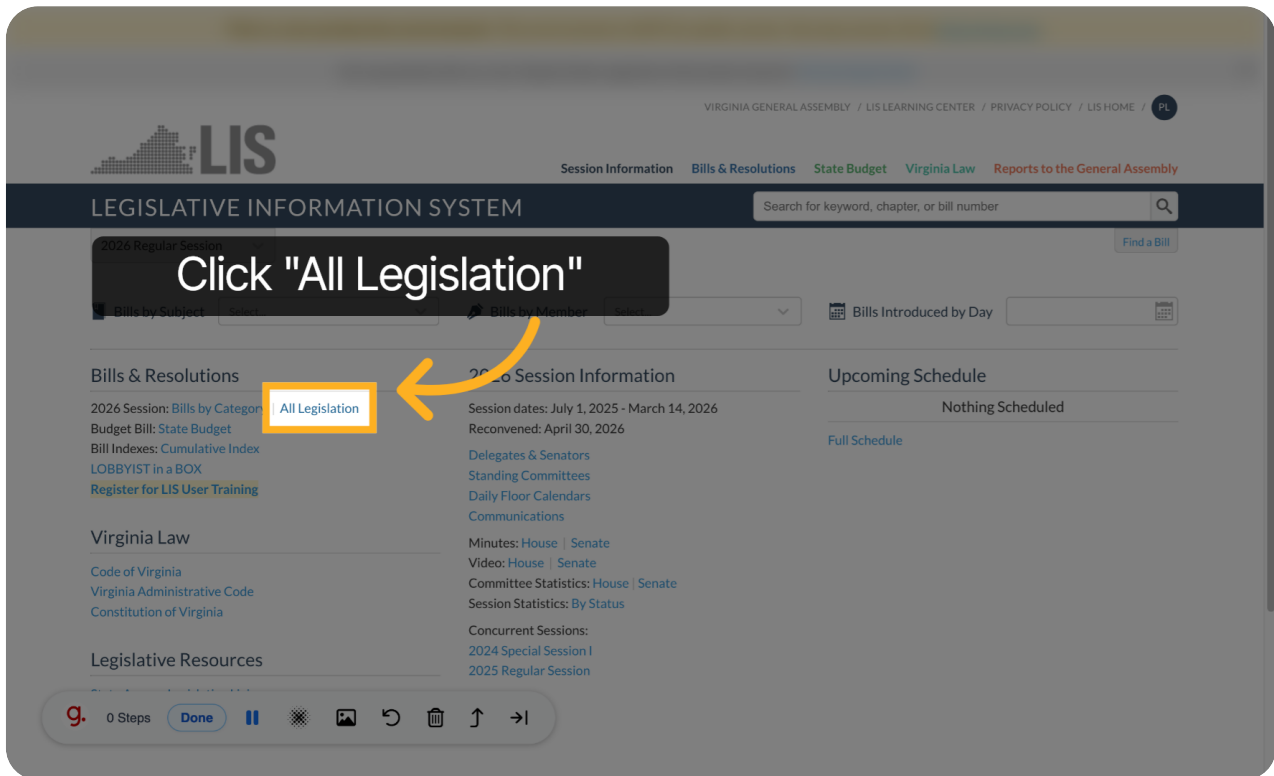 VIRGINIA GENERAL ASSEMBLY / LIS LEARNING CENTER / PRIVACY POLICY / LIS HOME / PL
LIS
Session Information Bills & Resolutions State Budget Virginia Law Reports to the General Assembly
LEGISLATIVE INFORMATION SYSTEM
Search for keyword, chapter, or bill number
2026 Regular Session
Find a Bill
Click "All Legislation"
Bills by Subject Select...
Bills by Member Select...
Bills Introduced by Day
Bills & Resolutions
2026 Session: Bills by Category | All Legislation
Budget Bill: State Budget
Bill Indexes: Cumulative Index
LOBBYIST in a BOX
Register for LIS User Training
Virginia Law
Code of Virginia
Virginia Administrative Code
Constitution of Virginia
Legislative Resources
2026 Session Information
Session dates: July 1, 2025 - March 14, 2026
Reconvened: April 30, 2026
Delegates & Senators
Standing Committees
Daily Floor Calendars
Communications
Minutes: House | Senate
Video: House | Senate
Committee Statistics: House | Senate
Session Statistics: By Status
Concurrent Sessions:
2024 Special Session I
2025 Regular Session
Upcoming Schedule
Nothing Scheduled
Full Schedule
g. 0 Steps Done